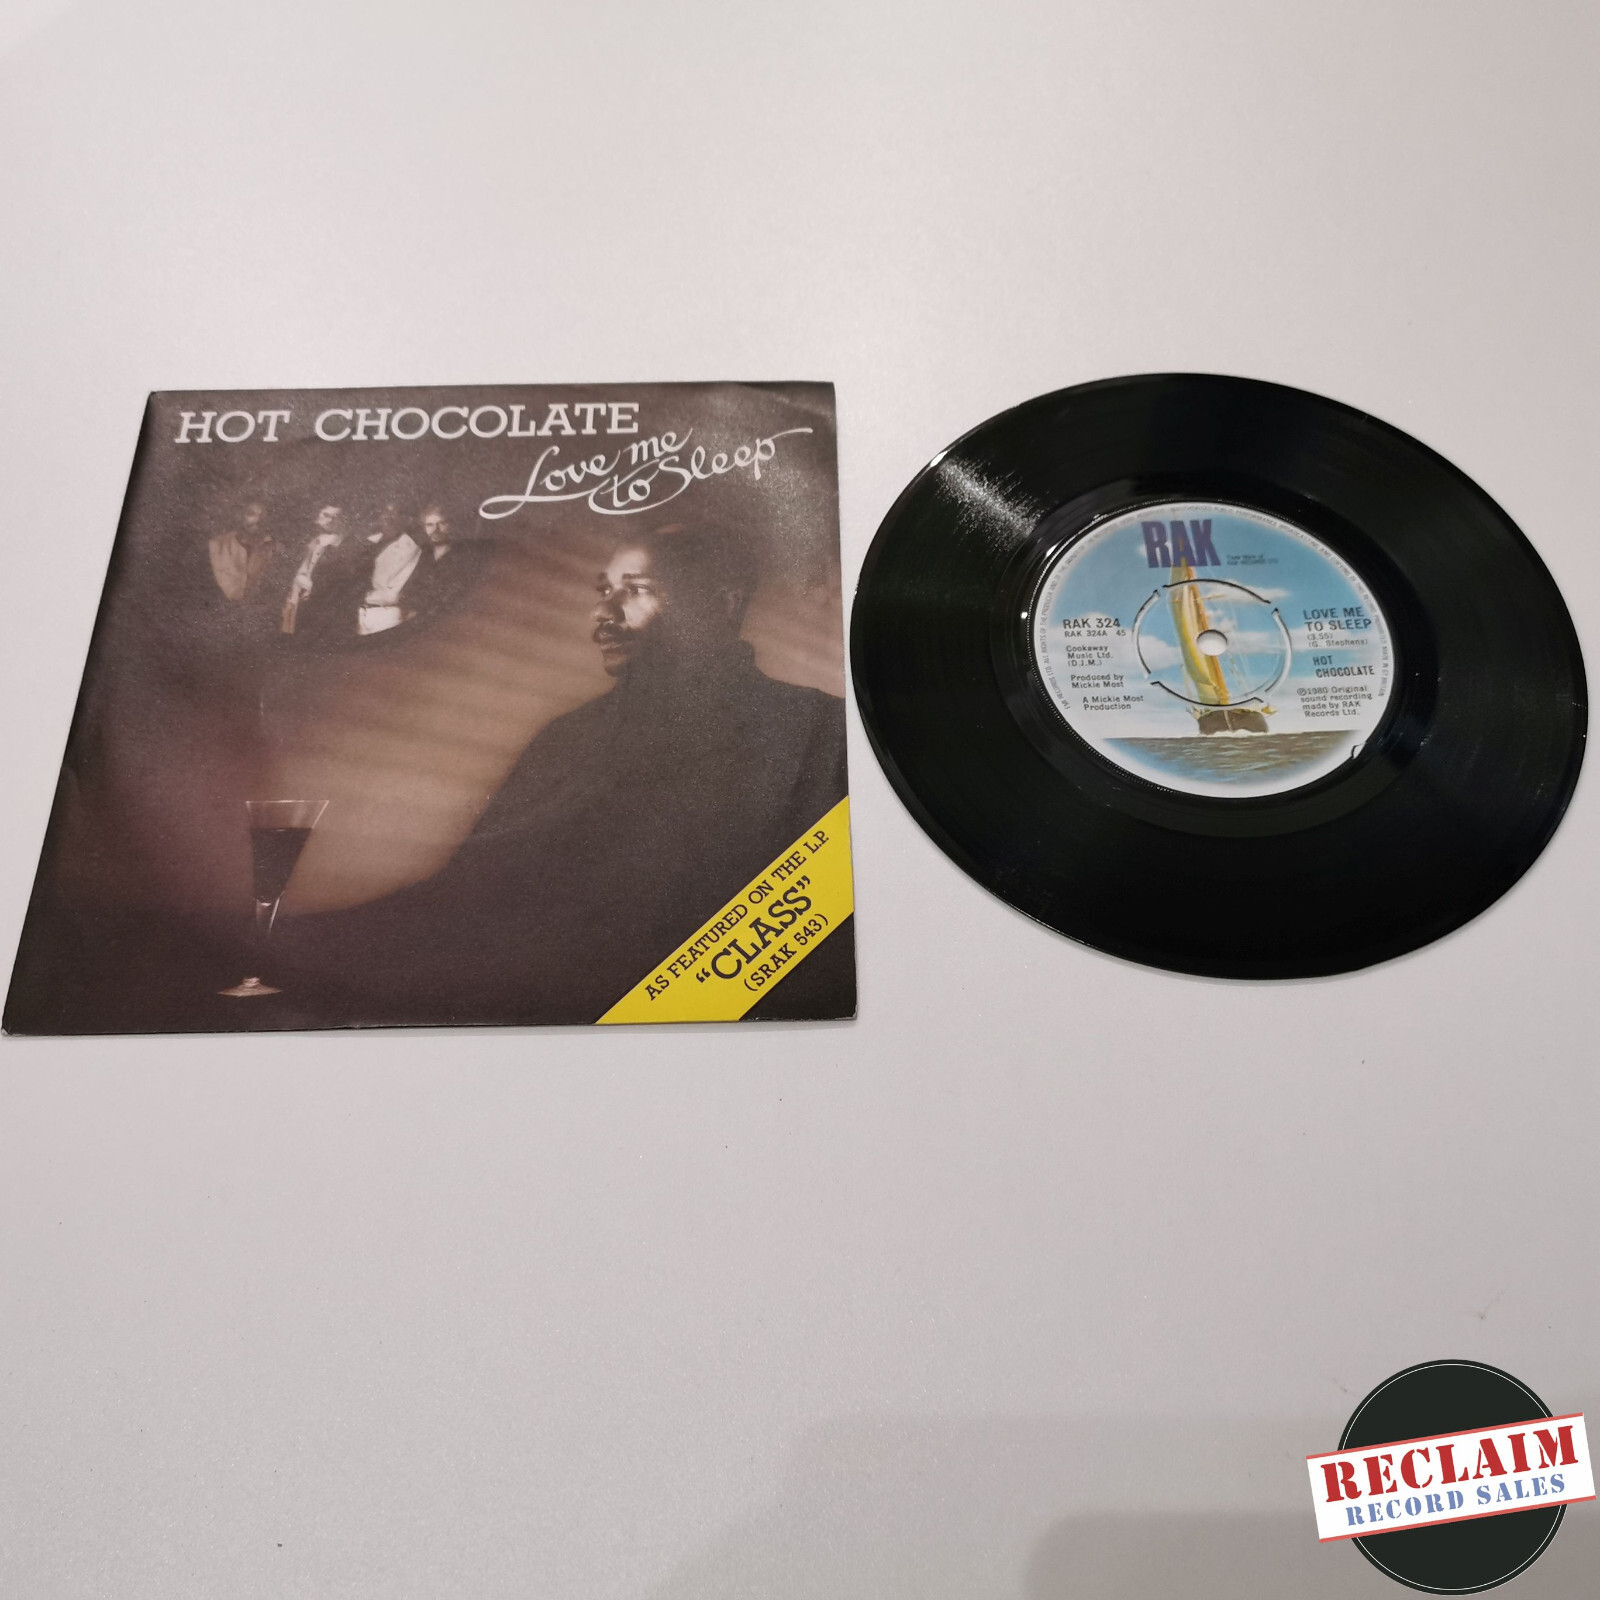 HOT CHOCOLATE
Love me
to Sleep
AS FEATURED ON THE L.P
"CLASS"
(SRAK 543)
RAK
RAK 324
RAK 324A 45
Cookaway
Music Ltd.
(D.J.M.)
Produced by
Mickie Most
A Mickie Most
Production
LOVE ME
TO SLEEP
(3.55)
(G. Stephens)
HOT
CHOCOLATE
℗1980 Original
sound recording
made by RAK
Records Ltd.
RECLAIM
RECORD SALES